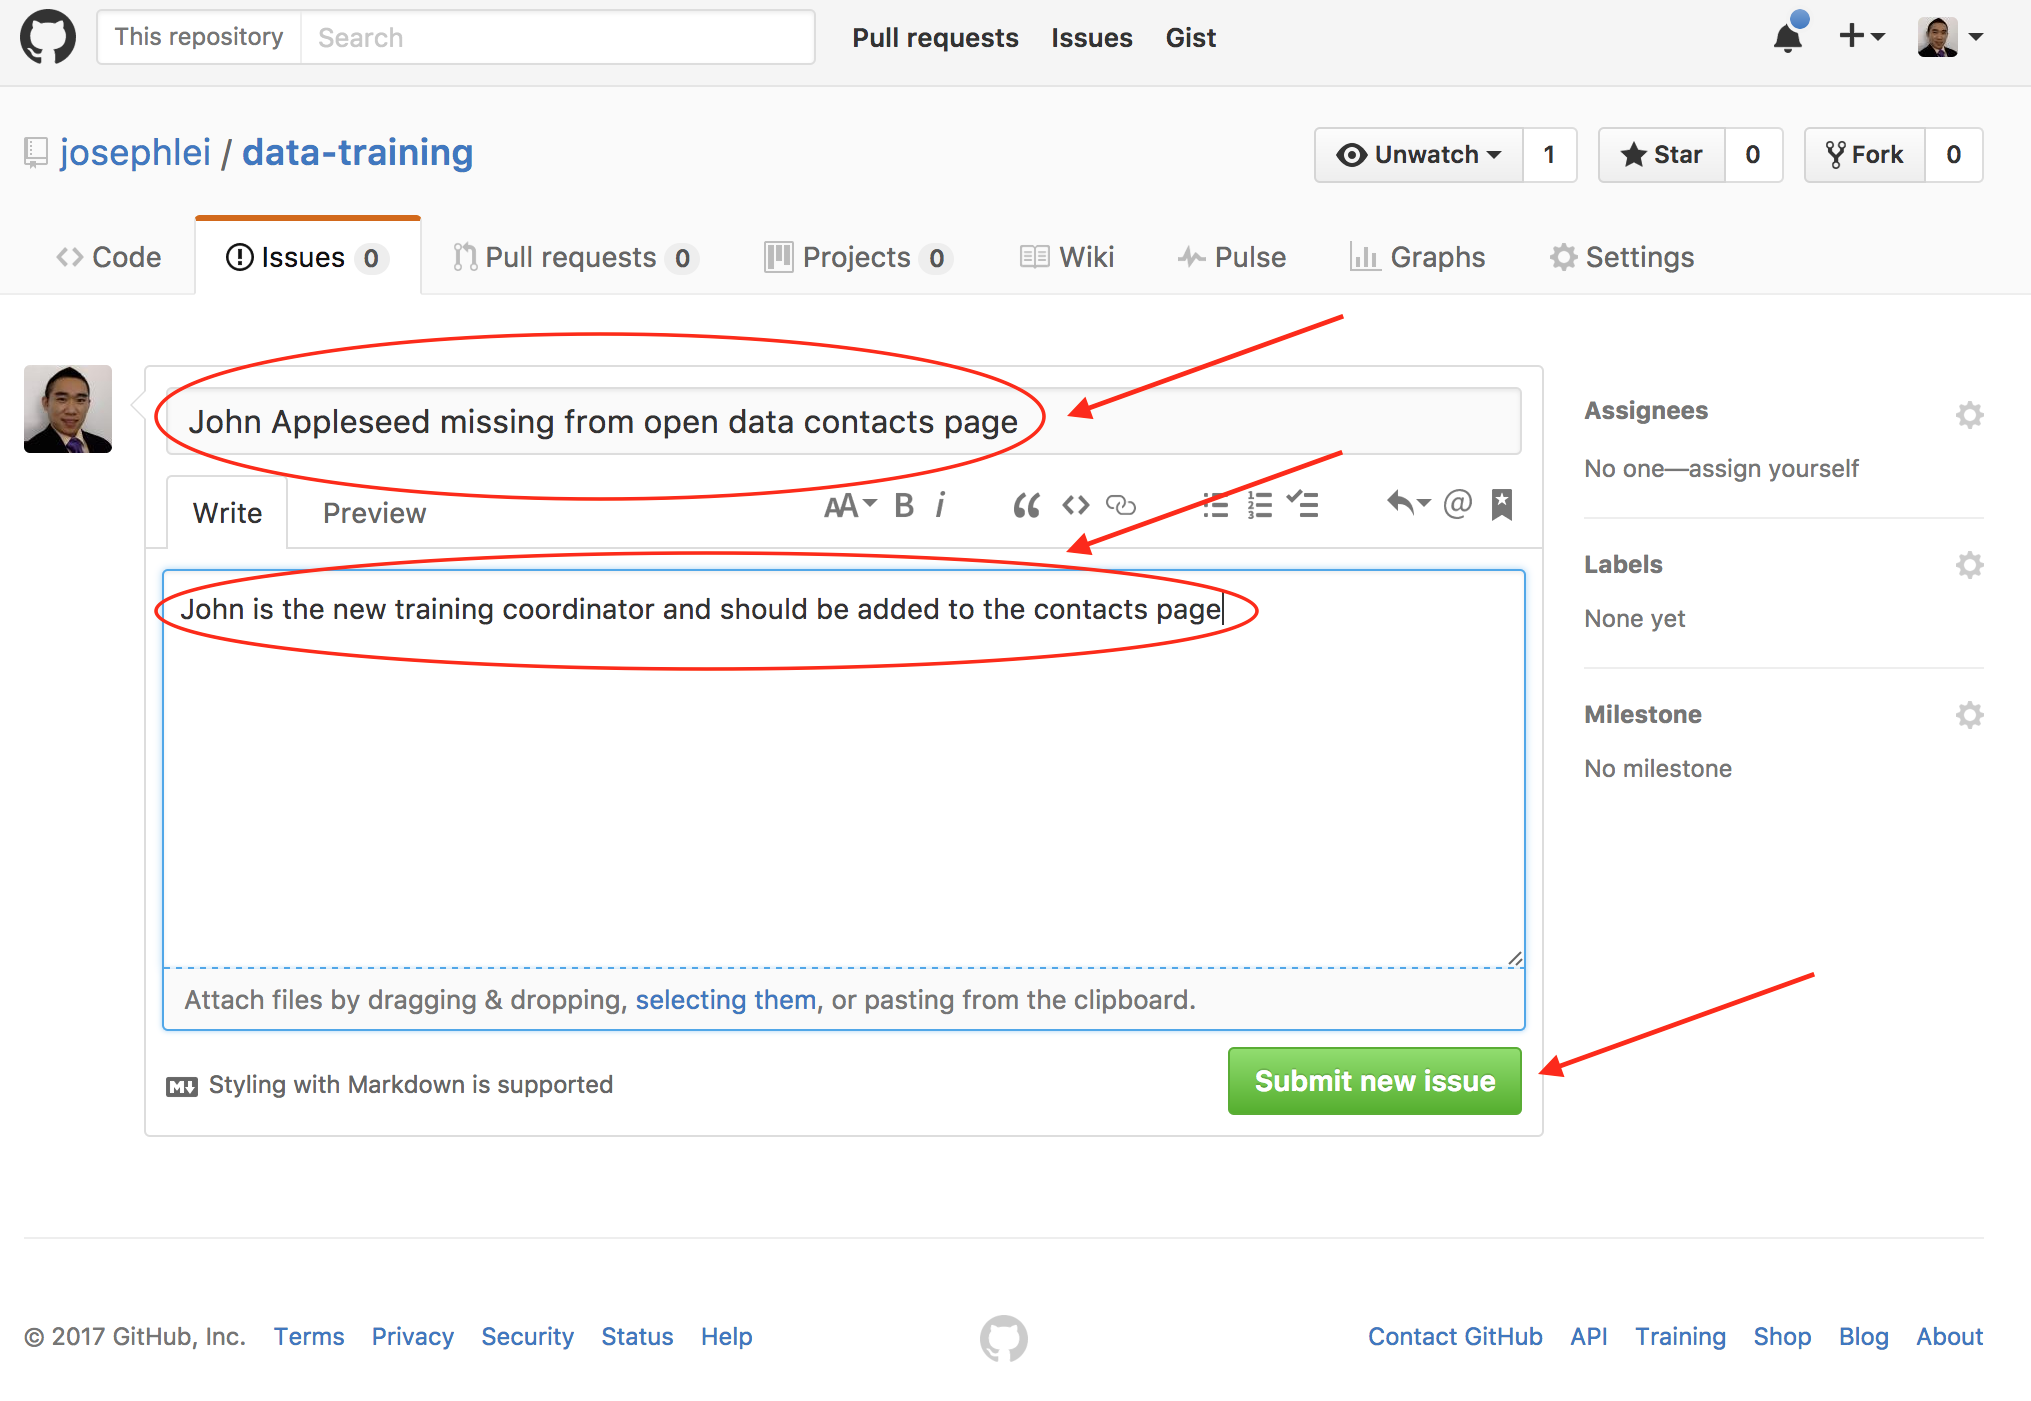 This repository Search Pull requests Issues Gist
josephlei / data-training Unwatch 1 Star 0 Fork 0
Code Issues 0 Pull requests 0 Projects 0 Wiki Pulse Graphs Settings
John Appleseed missing from open data contacts page
Assignees
No one—assign yourself
Write Preview AA B i “ <> @
Labels
None yet
John is the new training coordinator and should be added to the contacts page
Milestone
No milestone
Attach files by dragging & dropping, selecting them, or pasting from the clipboard.
M Styling with Markdown is supported
Submit new issue
© 2017 GitHub, Inc. Terms Privacy Security Status Help Contact GitHub API Training Shop Blog About